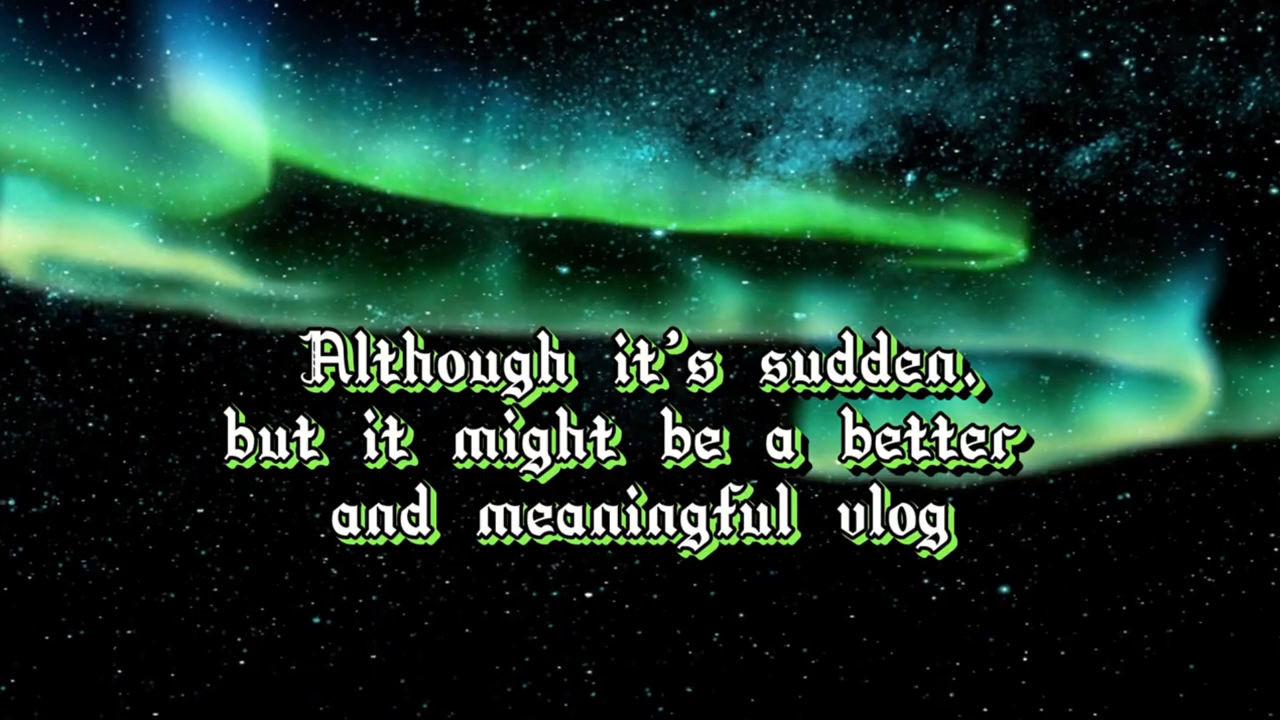 Although it's sudden,
but it might be a better
and meaningful vlog